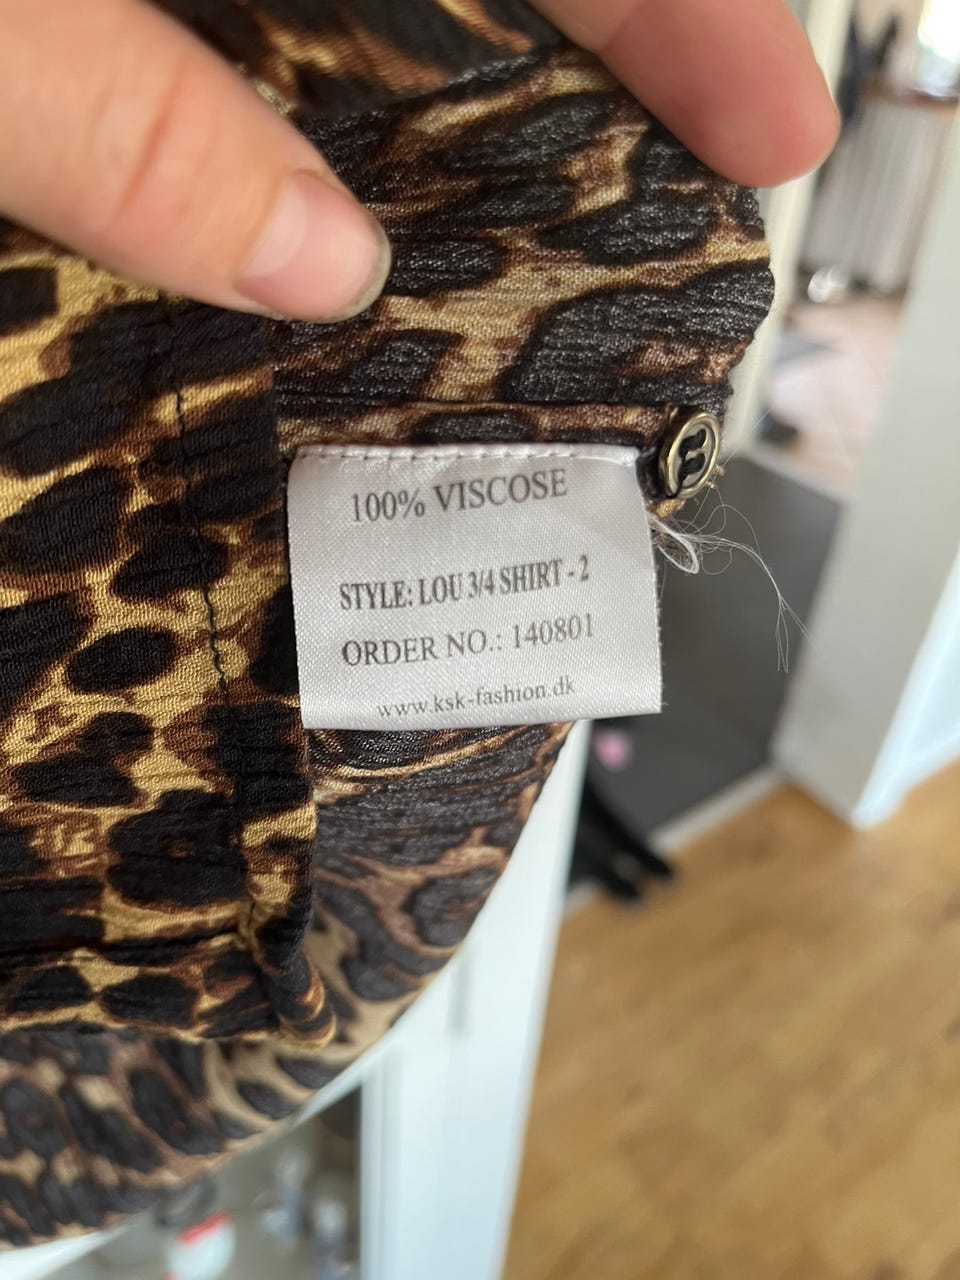 100% VISCOSE
STYLE: LOU 3/4 SHIRT - 2
ORDER NO.: 140801
www.ksk-fashion.dk